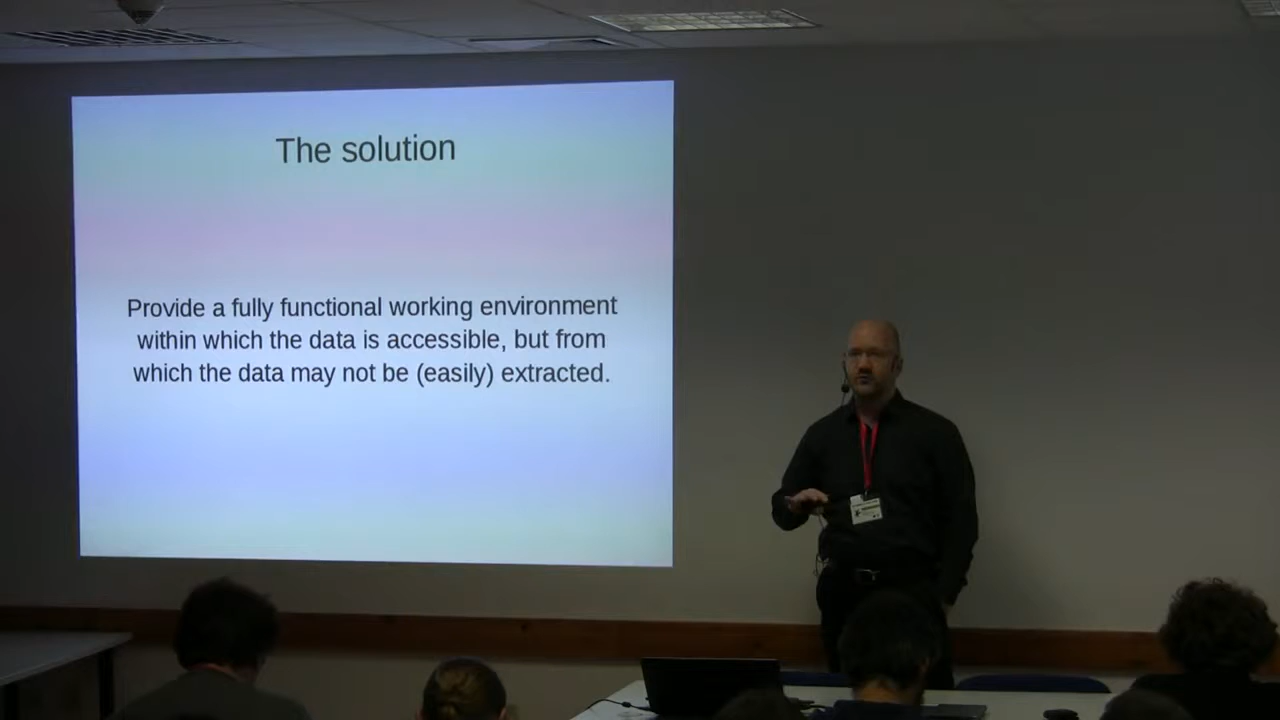 The solution
Provide a fully functional working environment
within which the data is accessible, but from
which the data may not be (easily) extracted.